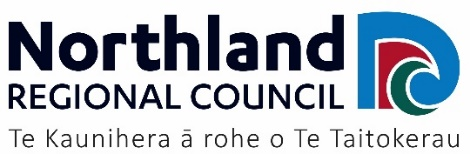 Northland
REGIONAL COUNCIL
Te Kaunihera ā rohe o Te Taitokerau